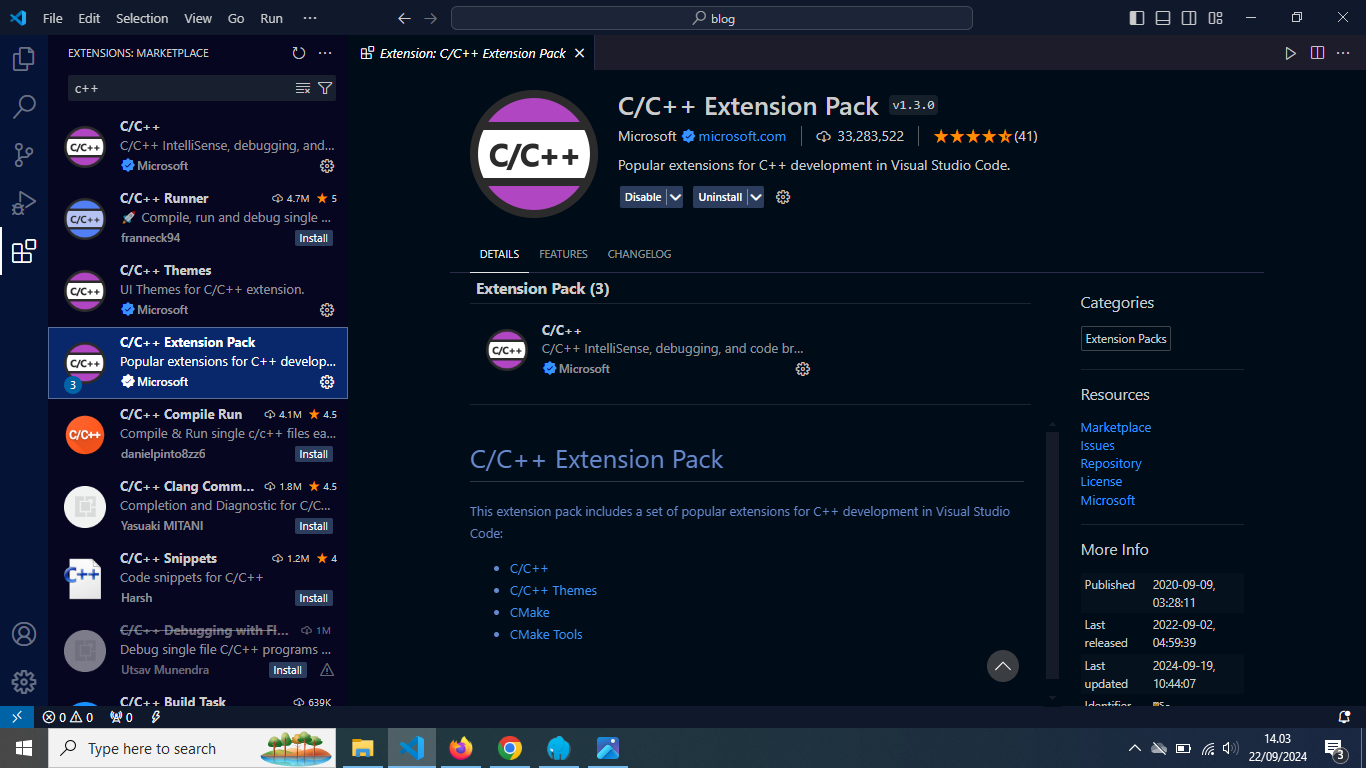 File Edit Selection View Go Run ···
blog
EXTENSIONS: MARKETPLACE
c++
C/C++
C/C++
C/C++ IntelliSense, debugging, and...
Microsoft
C/C++
C/C++ Runner 4.7M 5
Compile, run and debug single ...
franneck94 Install
C/C++
C/C++ Themes
UI Themes for C/C++ extension.
Microsoft
C/C++
C/C++ Extension Pack
Popular extensions for C++ develop...
Microsoft
3
C/C++
C/C++ Compile Run 4.1M 4.5
Compile & Run single c/c++ files ea...
danielpinto8zz6 Install
C/C++ Clang Comm... 1.8M 4.5
Completion and Diagnostic for C/C...
Yasuaki MITANI Install
C++
C/C++ Snippets 1.2M 4
Code snippets for C/C++
Harsh Install
C/C++ Debugging with Fl... 1M
Debug single file C/C++ programs ...
Utsav Munendra Install
C/C++ Build Task 639K
Extension: C/C++ Extension Pack
C/C++
C/C++ Extension Pack v1.3.0
Microsoft microsoft.com 33,283,522 (41)
Popular extensions for C++ development in Visual Studio Code.
Disable Uninstall
DETAILS FEATURES CHANGELOG
Extension Pack (3)
C/C++
C/C++
C/C++ IntelliSense, debugging, and code br...
Microsoft
C/C++ Extension Pack
This extension pack includes a set of popular extensions for C++ development in Visual Studio
Code:
• C/C++
• C/C++ Themes
• CMake
• CMake Tools
Categories
Extension Packs
Resources
Marketplace
Issues
Repository
License
Microsoft
More Info
Published 2020-09-09,
03:28:11
Last 2022-09-02,
released 04:59:39
Last 2024-09-19,
updated 10:44:07
Identifier
0 0 0
Type here to search
14.03
22/09/2024
3